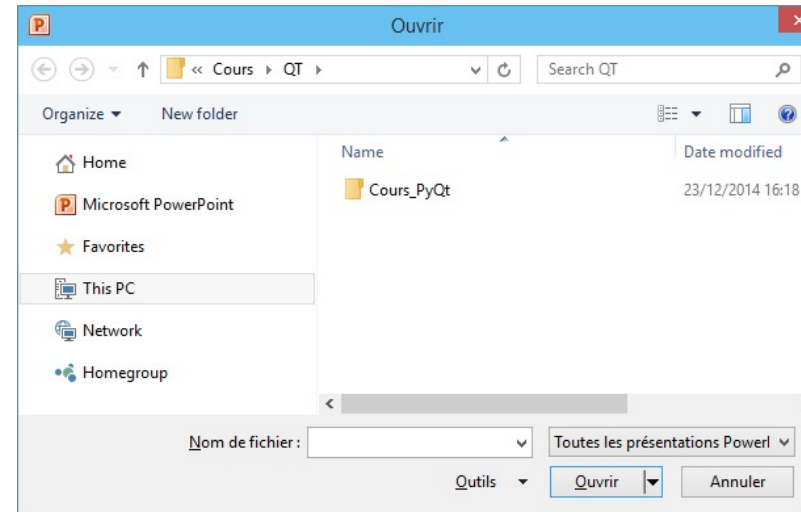 Ouvrir
« Cours QT
Search QT
Organize
New folder
Home
Microsoft PowerPoint
Favorites
This PC
Network
Homegroup
Name
Date modified
Cours_PyQt
23/12/2014 16:18
Nom de fichier :
Toutes les présentations Powerl
Outils
Ouvrir
Annuler